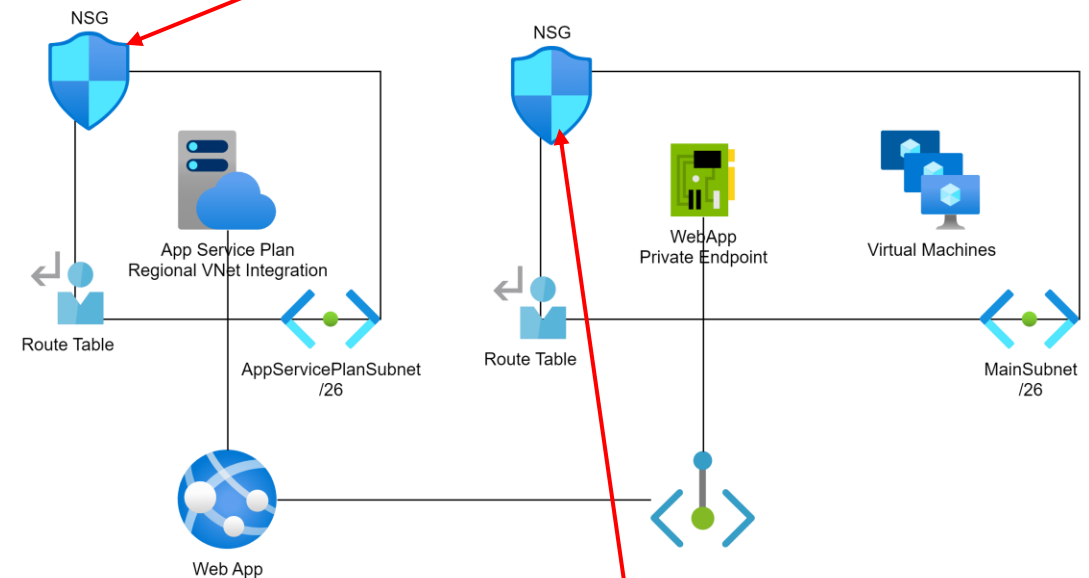 NSG
NSG
App Service Plan
Regional VNet Integration
WebApp
Private Endpoint
Virtual Machines
Route Table
AppServicePlanSubnet
/26
Route Table
MainSubnet
/26
Web App